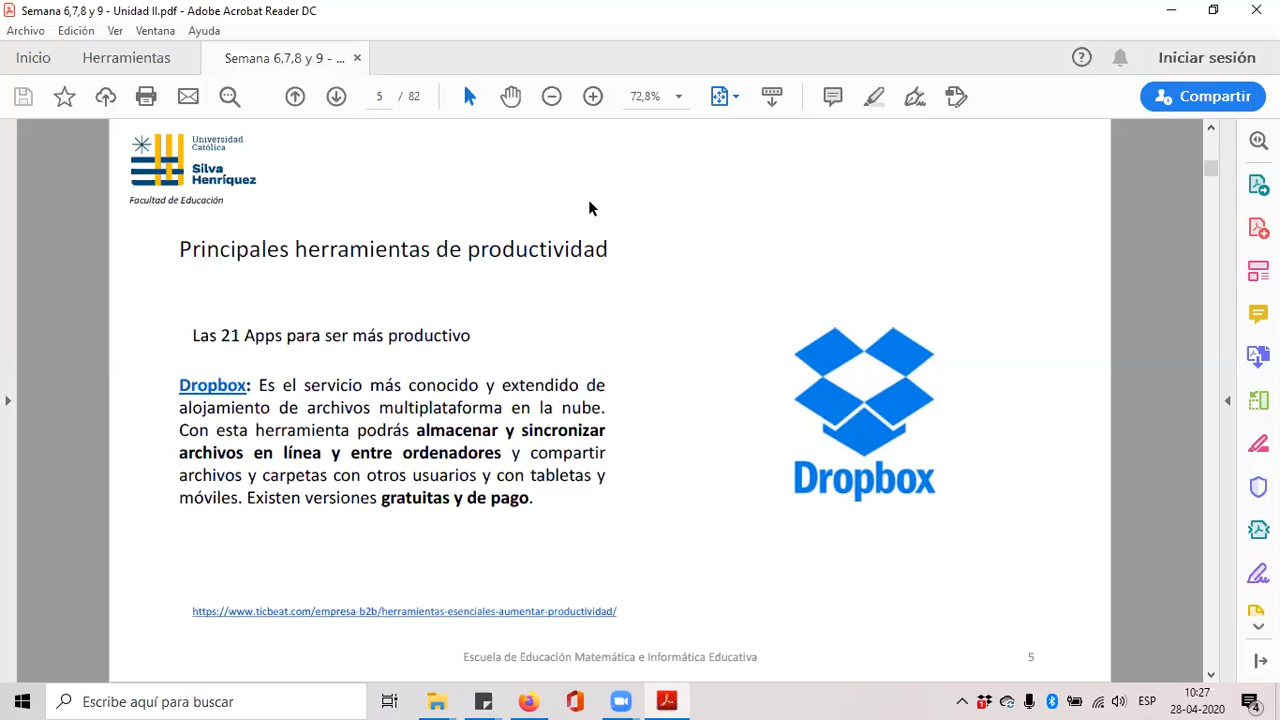 Semana 6,7,8 y 9 - Unidad II.pdf - Adobe Acrobat Reader DC
Archivo Edición Ver Ventana Ayuda
Inicio Herramientas Semana 6,7,8 y 9 - ... × Iniciar sesión
5 / 82 72,8% Compartir
Universidad
Católica
Silva
Henríquez
Facultad de Educación
Principales herramientas de productividad
Las 21 Apps para ser más productivo
Dropbox: Es el servicio más conocido y extendido de
alojamiento de archivos multiplataforma en la nube.
Con esta herramienta podrás almacenar y sincronizar
archivos en línea y entre ordenadores y compartir
archivos y carpetas con otros usuarios y con tabletas y
móviles. Existen versiones gratuitas y de pago.
Dropbox
https://www.ticbeat.com/empresa-b2b/herramientas-esenciales-aumentar-productividad/
Escuela de Educación Matemática e Informática Educativa 5
Escribe aquí para buscar
ESP
10:27
28-04-2020
4